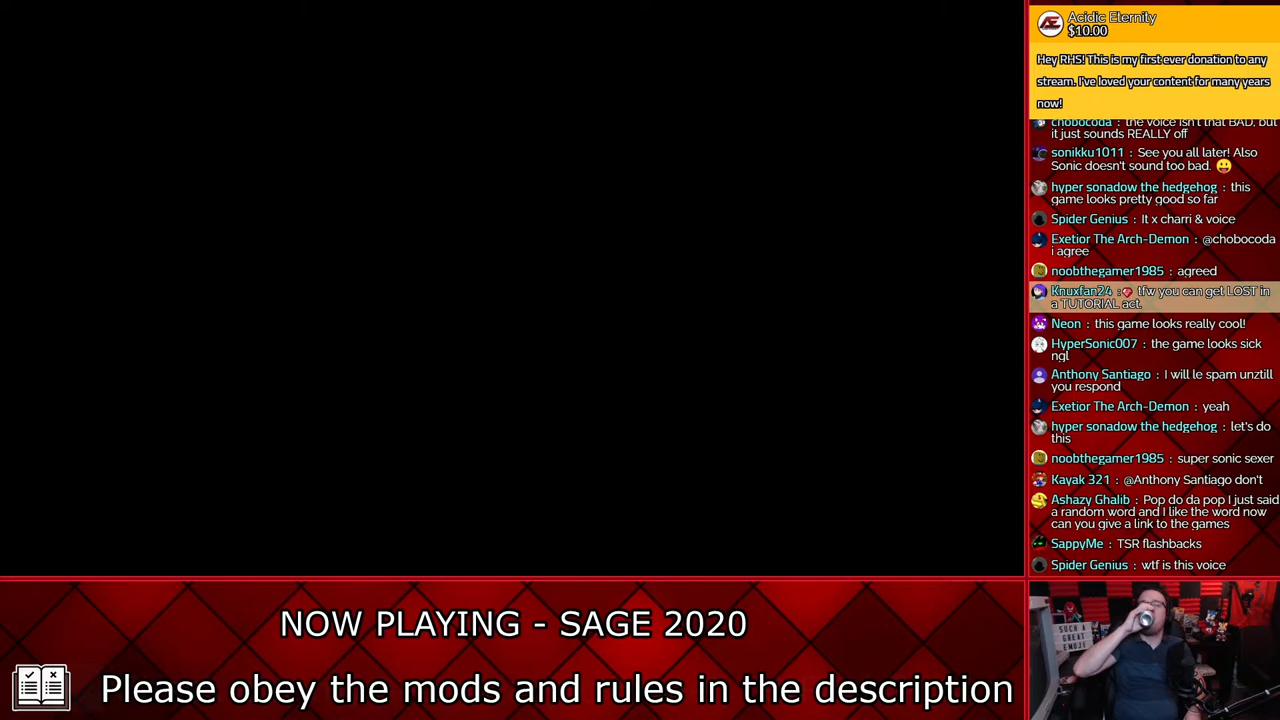 Acidic Eternity
$10.00
Hey RHS! This is my first ever donation to any
stream. I've loved your content for many years
now!
chobocoda : the voice isn't that BAD, but
it just sounds REALLY off
sonikku1011 : See you all later! Also
Sonic doesn't sound too bad. 😛
hyper sonadow the hedgehog : this
game looks pretty good so far
Spider Genius : It x charri & voice
Exetior The Arch-Demon : @chobocoda
i agree
noobthegamer1985 : agreed
Knuxfan24 : tfw you can get LOST in
a TUTORIAL act.
Neon : this game looks really cool!
HyperSonic007 : the game looks sick
ngl
Anthony Santiago : I will le spam unztill
you respond
Exetior The Arch-Demon : yeah
hyper sonadow the hedgehog : let's do
this
noobthegamer1985 : super sonic sexer
Kayak 321 : @Anthony Santiago don't
Ashazy Ghalib : Pop do da pop I just said
a random word and I like the word now
can you give a link to the games
SappyMe : TSR flashbacks
Spider Genius : wtf is this voice
NOW PLAYING - SAGE 2020
Please obey the mods and rules in the description
SUCH A
GREAT
EMOJI